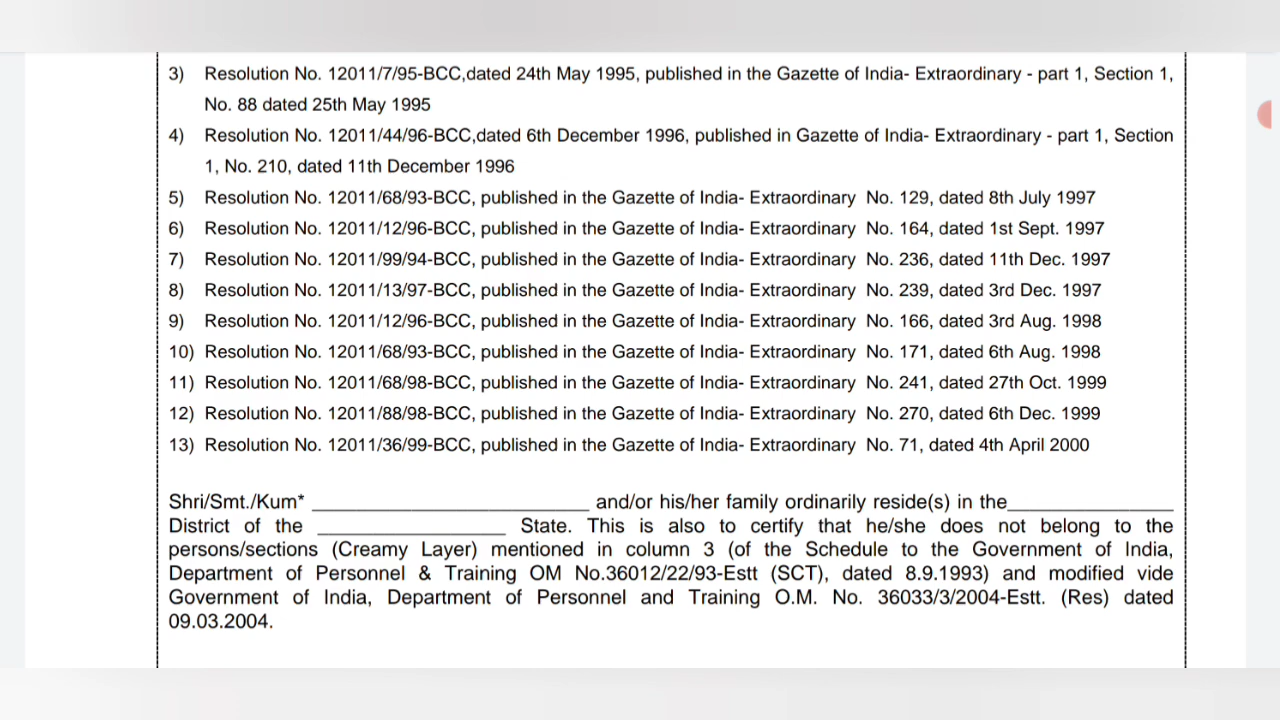 3) Resolution No. 12011/7/95-BCC,dated 24th May 1995, published in the Gazette of India- Extraordinary - part 1, Section 1,
No. 88 dated 25th May 1995
4) Resolution No. 12011/44/96-BCC,dated 6th December 1996, published in Gazette of India- Extraordinary - part 1, Section
1, No. 210, dated 11th December 1996
5) Resolution No. 12011/68/93-BCC, published in the Gazette of India- Extraordinary No. 129, dated 8th July 1997
6) Resolution No. 12011/12/96-BCC, published in the Gazette of India- Extraordinary No. 164, dated 1st Sept. 1997
7) Resolution No. 12011/99/94-BCC, published in the Gazette of India- Extraordinary No. 236, dated 11th Dec. 1997
8) Resolution No. 12011/13/97-BCC, published in the Gazette of India- Extraordinary No. 239, dated 3rd Dec. 1997
9) Resolution No. 12011/12/96-BCC, published in the Gazette of India- Extraordinary No. 166, dated 3rd Aug. 1998
10) Resolution No. 12011/68/93-BCC, published in the Gazette of India- Extraordinary No. 171, dated 6th Aug. 1998
11) Resolution No. 12011/68/98-BCC, published in the Gazette of India- Extraordinary No. 241, dated 27th Oct. 1999
12) Resolution No. 12011/88/98-BCC, published in the Gazette of India- Extraordinary No. 270, dated 6th Dec. 1999
13) Resolution No. 12011/36/99-BCC, published in the Gazette of India- Extraordinary No. 71, dated 4th April 2000
Shri/Smt./Kum* __________________________ and/or his/her family ordinarily reside(s) in the________________
District of the __________________ State. This is also to certify that he/she does not belong to the
persons/sections (Creamy Layer) mentioned in column 3 (of the Schedule to the Government of India,
Department of Personnel & Training OM No.36012/22/93-Estt (SCT), dated 8.9.1993) and modified vide
Government of India, Department of Personnel and Training O.M. No. 36033/3/2004-Estt. (Res) dated
09.03.2004.